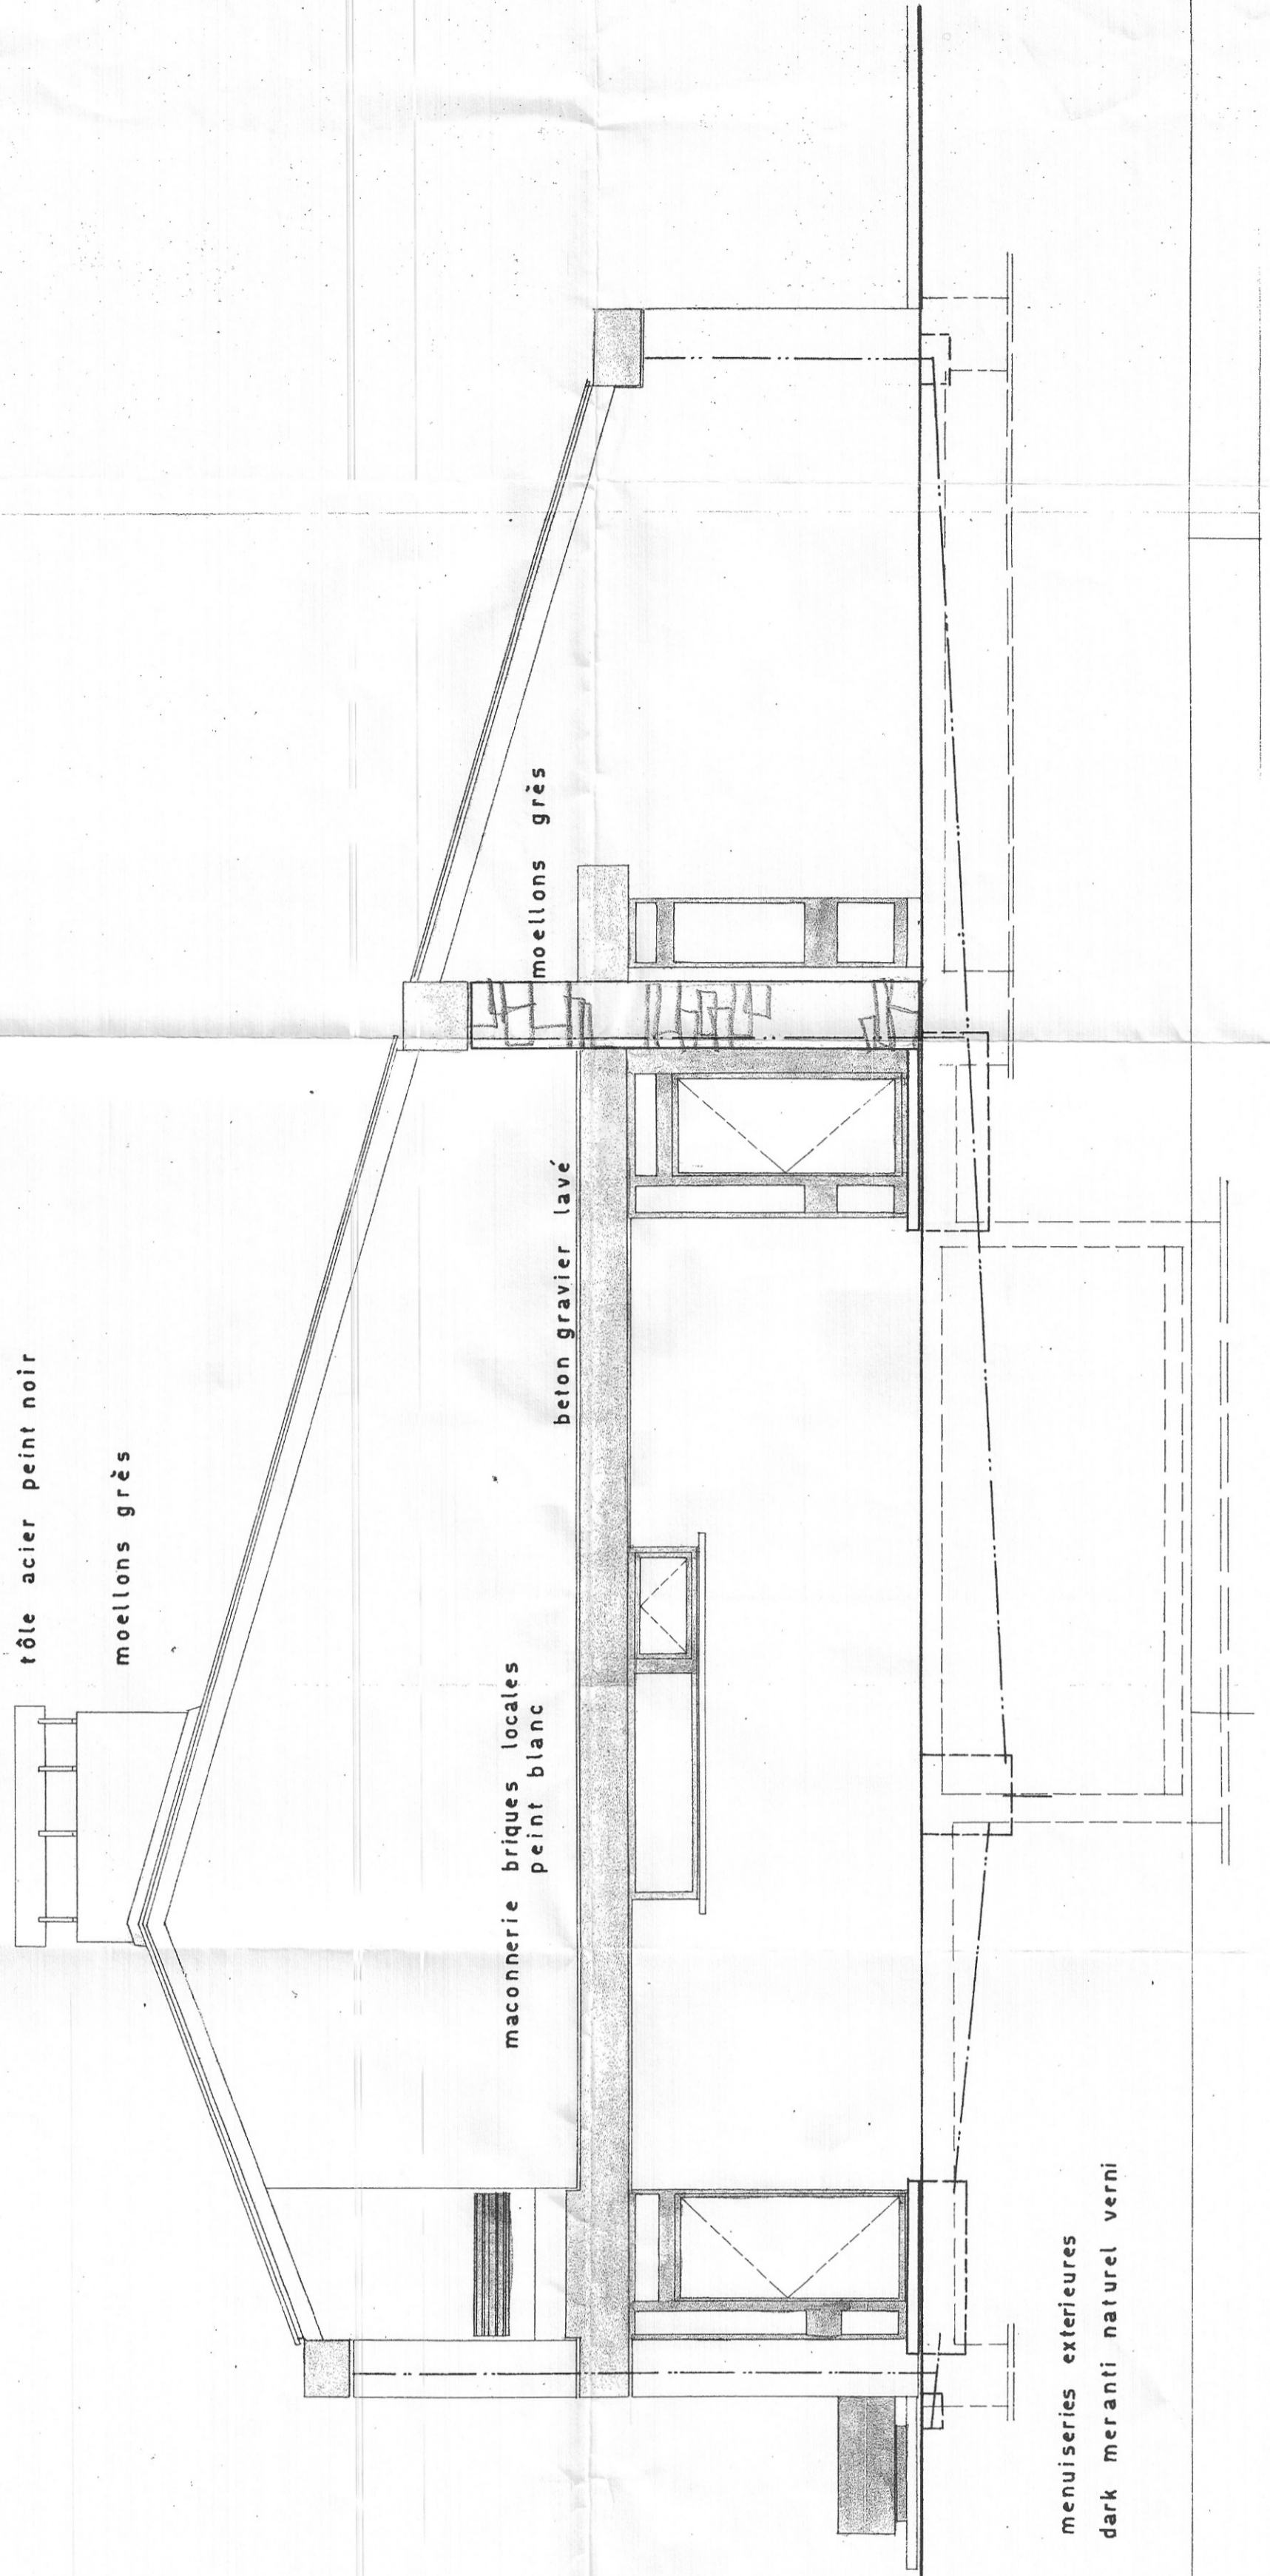 tôle acier peint noir
moellons grès
moellons grès
beton gravier lavé
maconnerie briques locales
peint blanc
menuiseries exterieures
dark meranti naturel verni